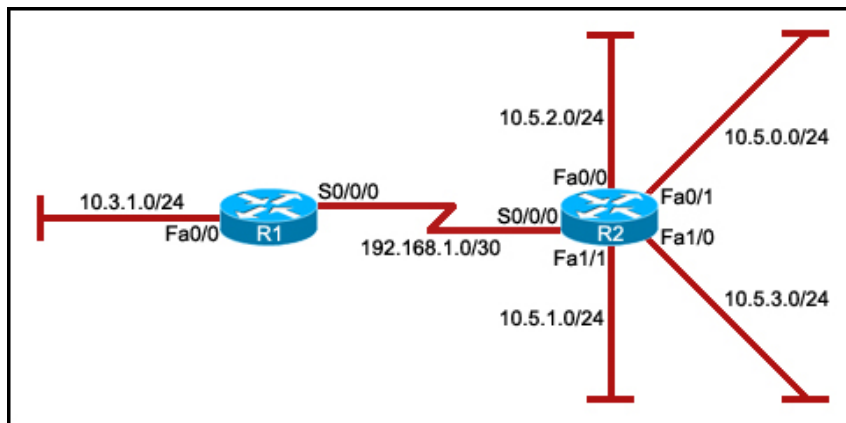 10.5.2.0/24
10.5.0.0/24
Fa0/0
Fa0/1
10.3.1.0/24
S0/0/0
S0/0/0
Fa0/0
R1
R2
Fa1/0
192.168.1.0/30
Fa1/1
10.5.3.0/24
10.5.1.0/24